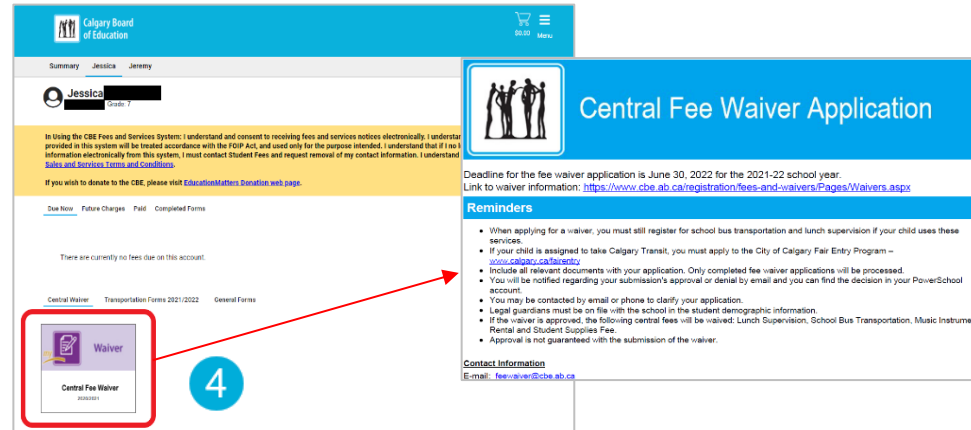 Calgary Board
of Education
$0.00 Menu
Summary Jessica Jeremy
Jessica
Grade: 7
In Using the CBE Fees and Services System: I understand and consent to receiving fees and services notices electronically. I understan
provided in this system will be treated accordance with the FOIP Act, and used only for the purpose intended. I understand that if I no l
information electronically from this system, I must contact Student Fees and request removal of my contact information. I understand
Sales and Services Terms and Conditions.
If you wish to donate to the CBE, please visit EducationMatters Donation web page.
Due Now Future Charges Paid Completed Forms
There are currently no fees due on this account.
Central Waiver Transportation Forms 2021/2022 General Forms
Waiver
Central Fee Waiver
2020/2021
4
Central Fee Waiver Application
Deadline for the fee waiver application is June 30, 2022 for the 2021-22 school year.
Link to waiver information: https://www.cbe.ab.ca/registration/fees-and-waivers/Pages/Waivers.aspx
Reminders
• When applying for a waiver, you must still register for school bus transportation and lunch supervision if your child uses these
services.
• If your child is assigned to take Calgary Transit, you must apply to the City of Calgary Fair Entry Program –
www.calgary.ca/fairentry
• Include all relevant documents with your application. Only completed fee waiver applications will be processed.
• You will be notified regarding your submission's approval or denial by email and you can find the decision in your PowerSchool
account.
• You may be contacted by email or phone to clarify your application.
• Legal guardians must be on file with the school in the student demographic information.
• If the waiver is approved, the following central fees will be waived: Lunch Supervision, School Bus Transportation, Music Instrume
Rental and Student Supplies Fee.
• Approval is not guaranteed with the submission of the waiver.
Contact Information
E-mail: feewaiver@cbe.ab.ca